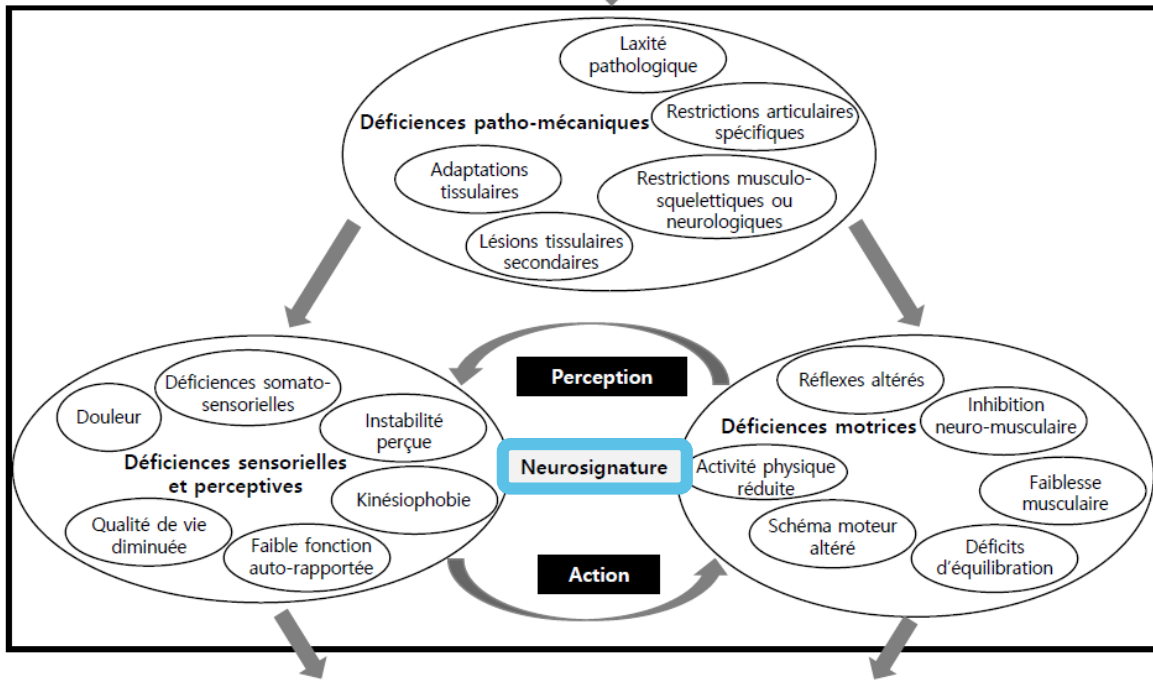 Laxité
pathologique
Déficiences patho-mécaniques
Restrictions articulaires
spécifiques
Adaptations
tissulaires
Restrictions musculo-
squelettiques ou
neurologiques
Lésions tissulaires
secondaires
Perception
Neurosignature
Action
Déficiences somato-
sensorielles
Douleur
Instabilité
perçue
Déficiences sensorielles
et perceptives
Kinésiophobie
Qualité de vie
diminuée
Faible fonction
auto-rapportée
Réflexes altérés
Inhibition
neuro-musculaire
Déficiences motrices
Activité physique
réduite
Faiblesse
musculaire
Schéma moteur
altéré
Déficits
d'équilibration